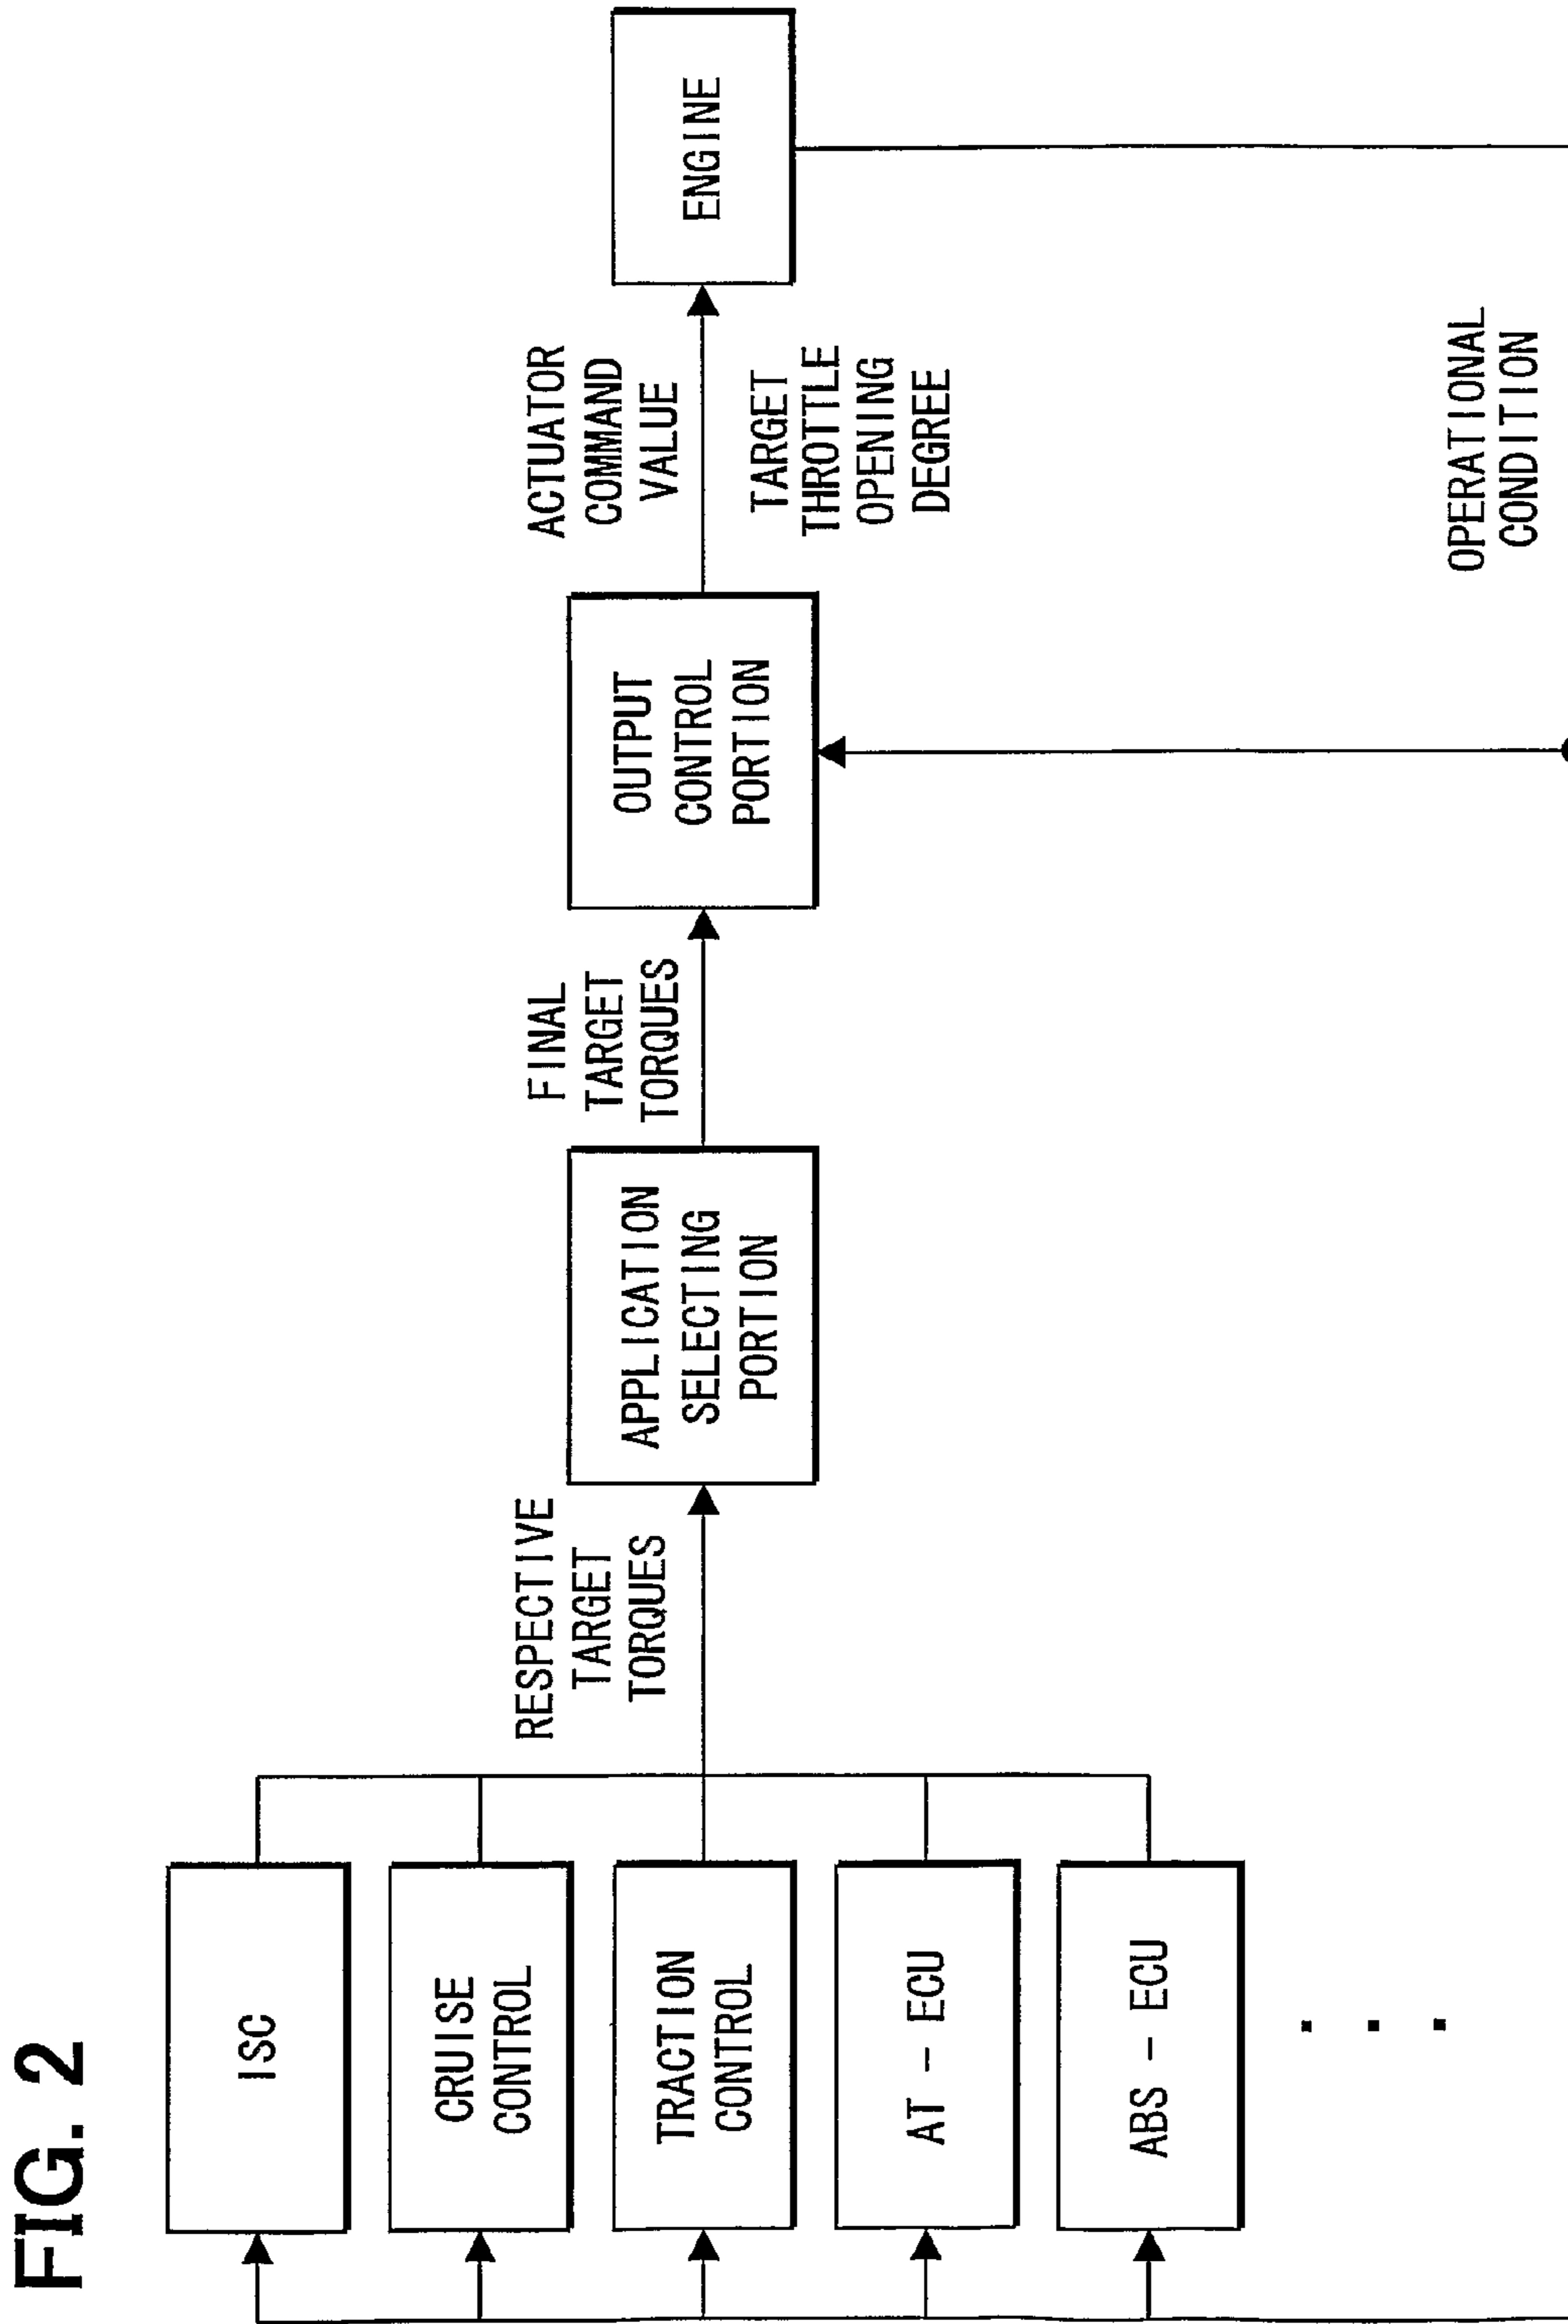 FIG. 2
ISC
CRUISE
CONTROL
TRACTION
CONTROL
AT - ECU
ABS - ECU
RESPECTIVE
TARGET
TORQUES
APPLICATION
SELECTING
PORTION
FINAL
TARGET
TORQUES
OUTPUT
CONTROL
PORTION
ACTUATOR
COMMAND
VALUE
TARGET
THROTTLE
OPENING
DEGREE
ENGINE
OPERATIONAL
CONDITION